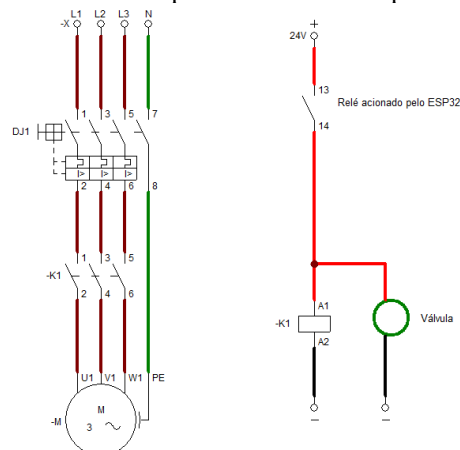 L1 L2 L3 N
-X
1 3 5 7
DJ1
I> I> I>
2 4 6 8
1 3 5
-K1
2 4 6
U1 V1 W1 PE
M
-M
3
+
24V
13
Relé acionado pelo ESP32
14
A1
-K1
Válvula
A2